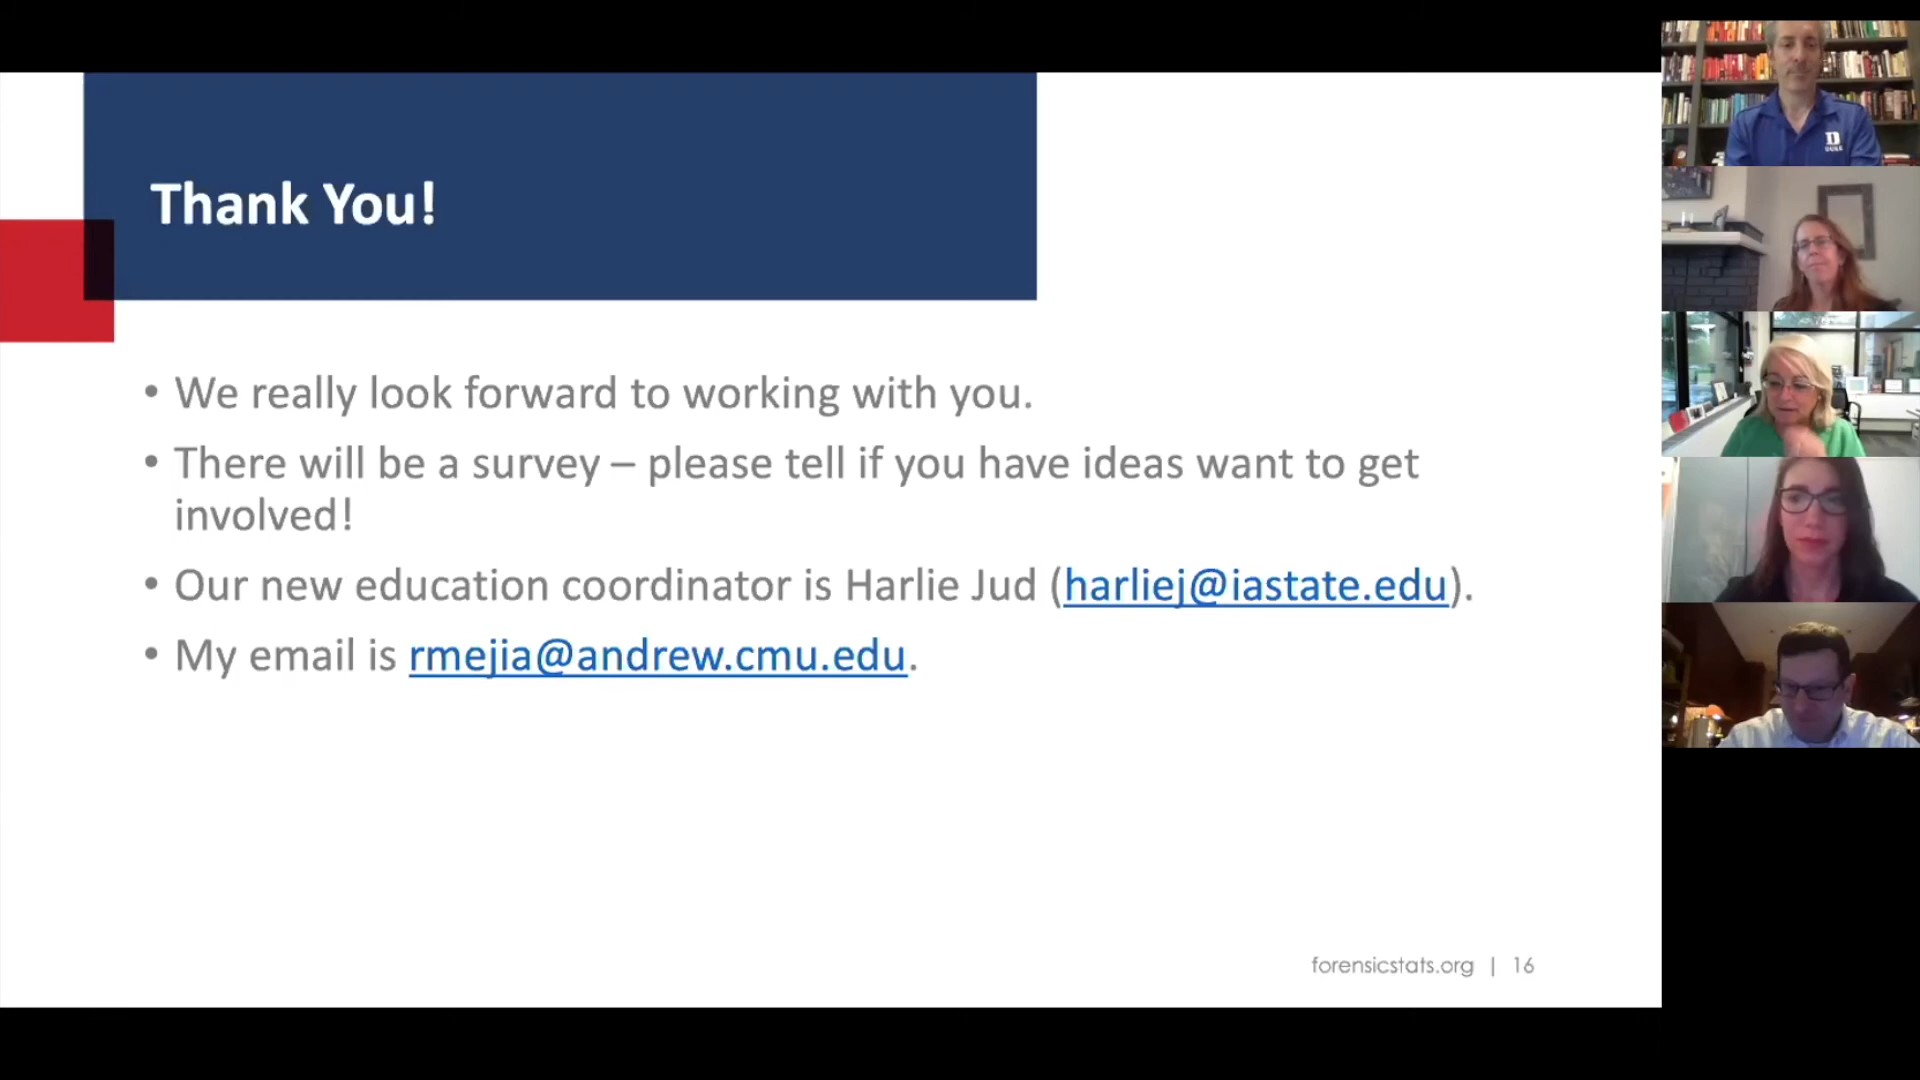 Thank You!
• We really look forward to working with you.
• There will be a survey – please tell if you have ideas want to get
involved!
• Our new education coordinator is Harlie Jud (harliej@iastate.edu).
• My email is rmejia@andrew.cmu.edu.
forensicstats.org | 16
D
DUKE